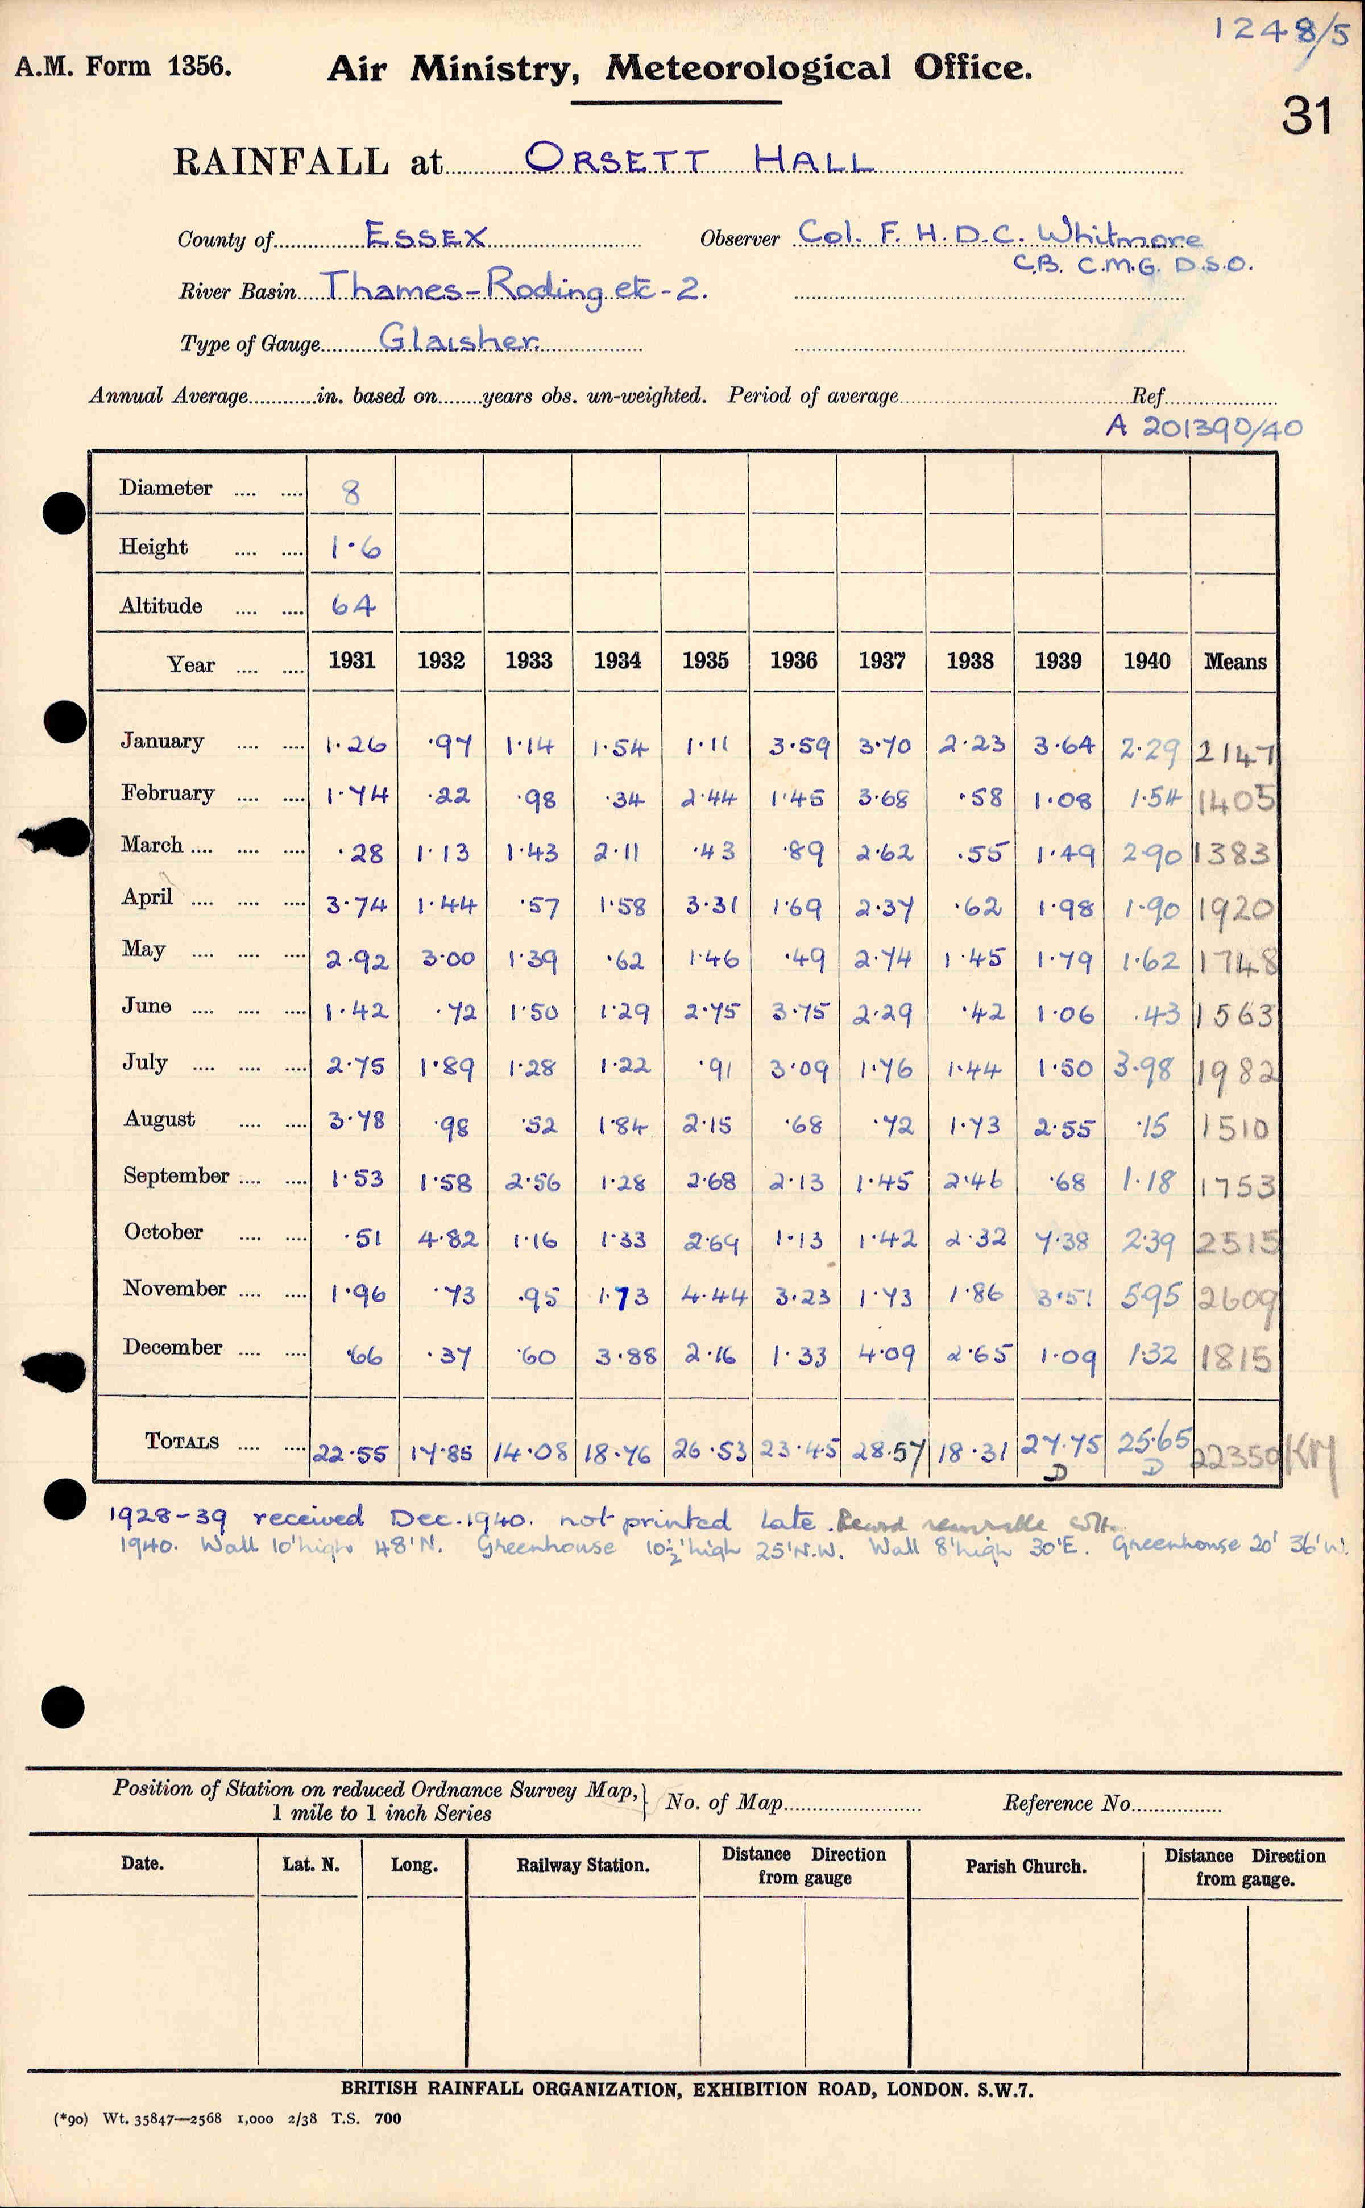 1248/5
A.M. Form 1356. Air Ministry, Meteorological Office.
31
RAINFALL at ORSETT HALL
County of ESSEX Observer Col. F. H. D. C. Whitmore
C.B. C.M.G. D.S.O.
River Basin Thames-Roding etc-2.
Type of Gauge Glaisher.
Annual Average in. based on years obs. un-weighted. Period of average Ref.
A 201390/40
Diameter 8
Height 1·6
Altitude 64
Year 1931 1932 1933 1934 1935 1936 1937 1938 1939 1940 Means
January 1·26 ·97 1·14 1·54 1·11 3·59 3·70 2·23 3·64 2·29 2147
February 1·74 ·22 ·98 ·34 2·44 1·45 3·68 ·58 1·08 1·54 1405
March ·28 1·13 1·43 2·11 ·43 ·89 2·62 ·55 1·49 2·90 1383
April 3·74 1·44 ·57 1·58 3·31 1·69 2·37 ·62 1·98 1·90 1920
May 2·92 3·00 1·39 ·62 1·46 ·49 2·74 1·45 1·79 1·62 1748
June 1·42 ·72 1·50 1·29 2·75 3·75 2·29 ·42 1·06 ·43 1563
July 2·75 1·89 1·28 1·22 ·91 3·09 1·76 1·44 1·50 3·98 1982
August 3·78 ·98 ·52 1·84 2·15 ·68 ·72 1·73 2·55 ·15 1510
September 1·53 1·58 2·56 1·28 2·68 2·13 1·45 2·46 ·68 1·18 1753
October ·51 4·82 1·16 1·33 2·69 1·13 1·42 2·32 7·38 2·39 2515
November 1·96 ·73 ·95 1·73 4·44 3·23 1·73 1·86 3·51 5·95 2609
December ·66 ·37 ·60 3·88 2·16 1·33 4·09 2·65 1·09 1·32 1815
TOTALS 22·55 17·85 14·08 18·76 26·53 23·45 28·57 18·31 27·75 25·65 22350 KM
D D
1928-39 received Dec. 1940. not printed late.
1940. Wall 10' high 48' N. Greenhouse 10½' high 25' N.W. Wall 8' high 30' E. Greenhouse 20' 36' W.
Position of Station on reduced Ordnance Survey Map, } No. of Map Reference No.
1 mile to 1 inch Series
Date. Lat. N. Long. Railway Station. Distance Direction from gauge Parish Church. Distance Direction from gauge.
BRITISH RAINFALL ORGANIZATION, EXHIBITION ROAD, LONDON. S.W.7.
(*90) Wt. 35847—2568 1,000 2/38 T.S. 700